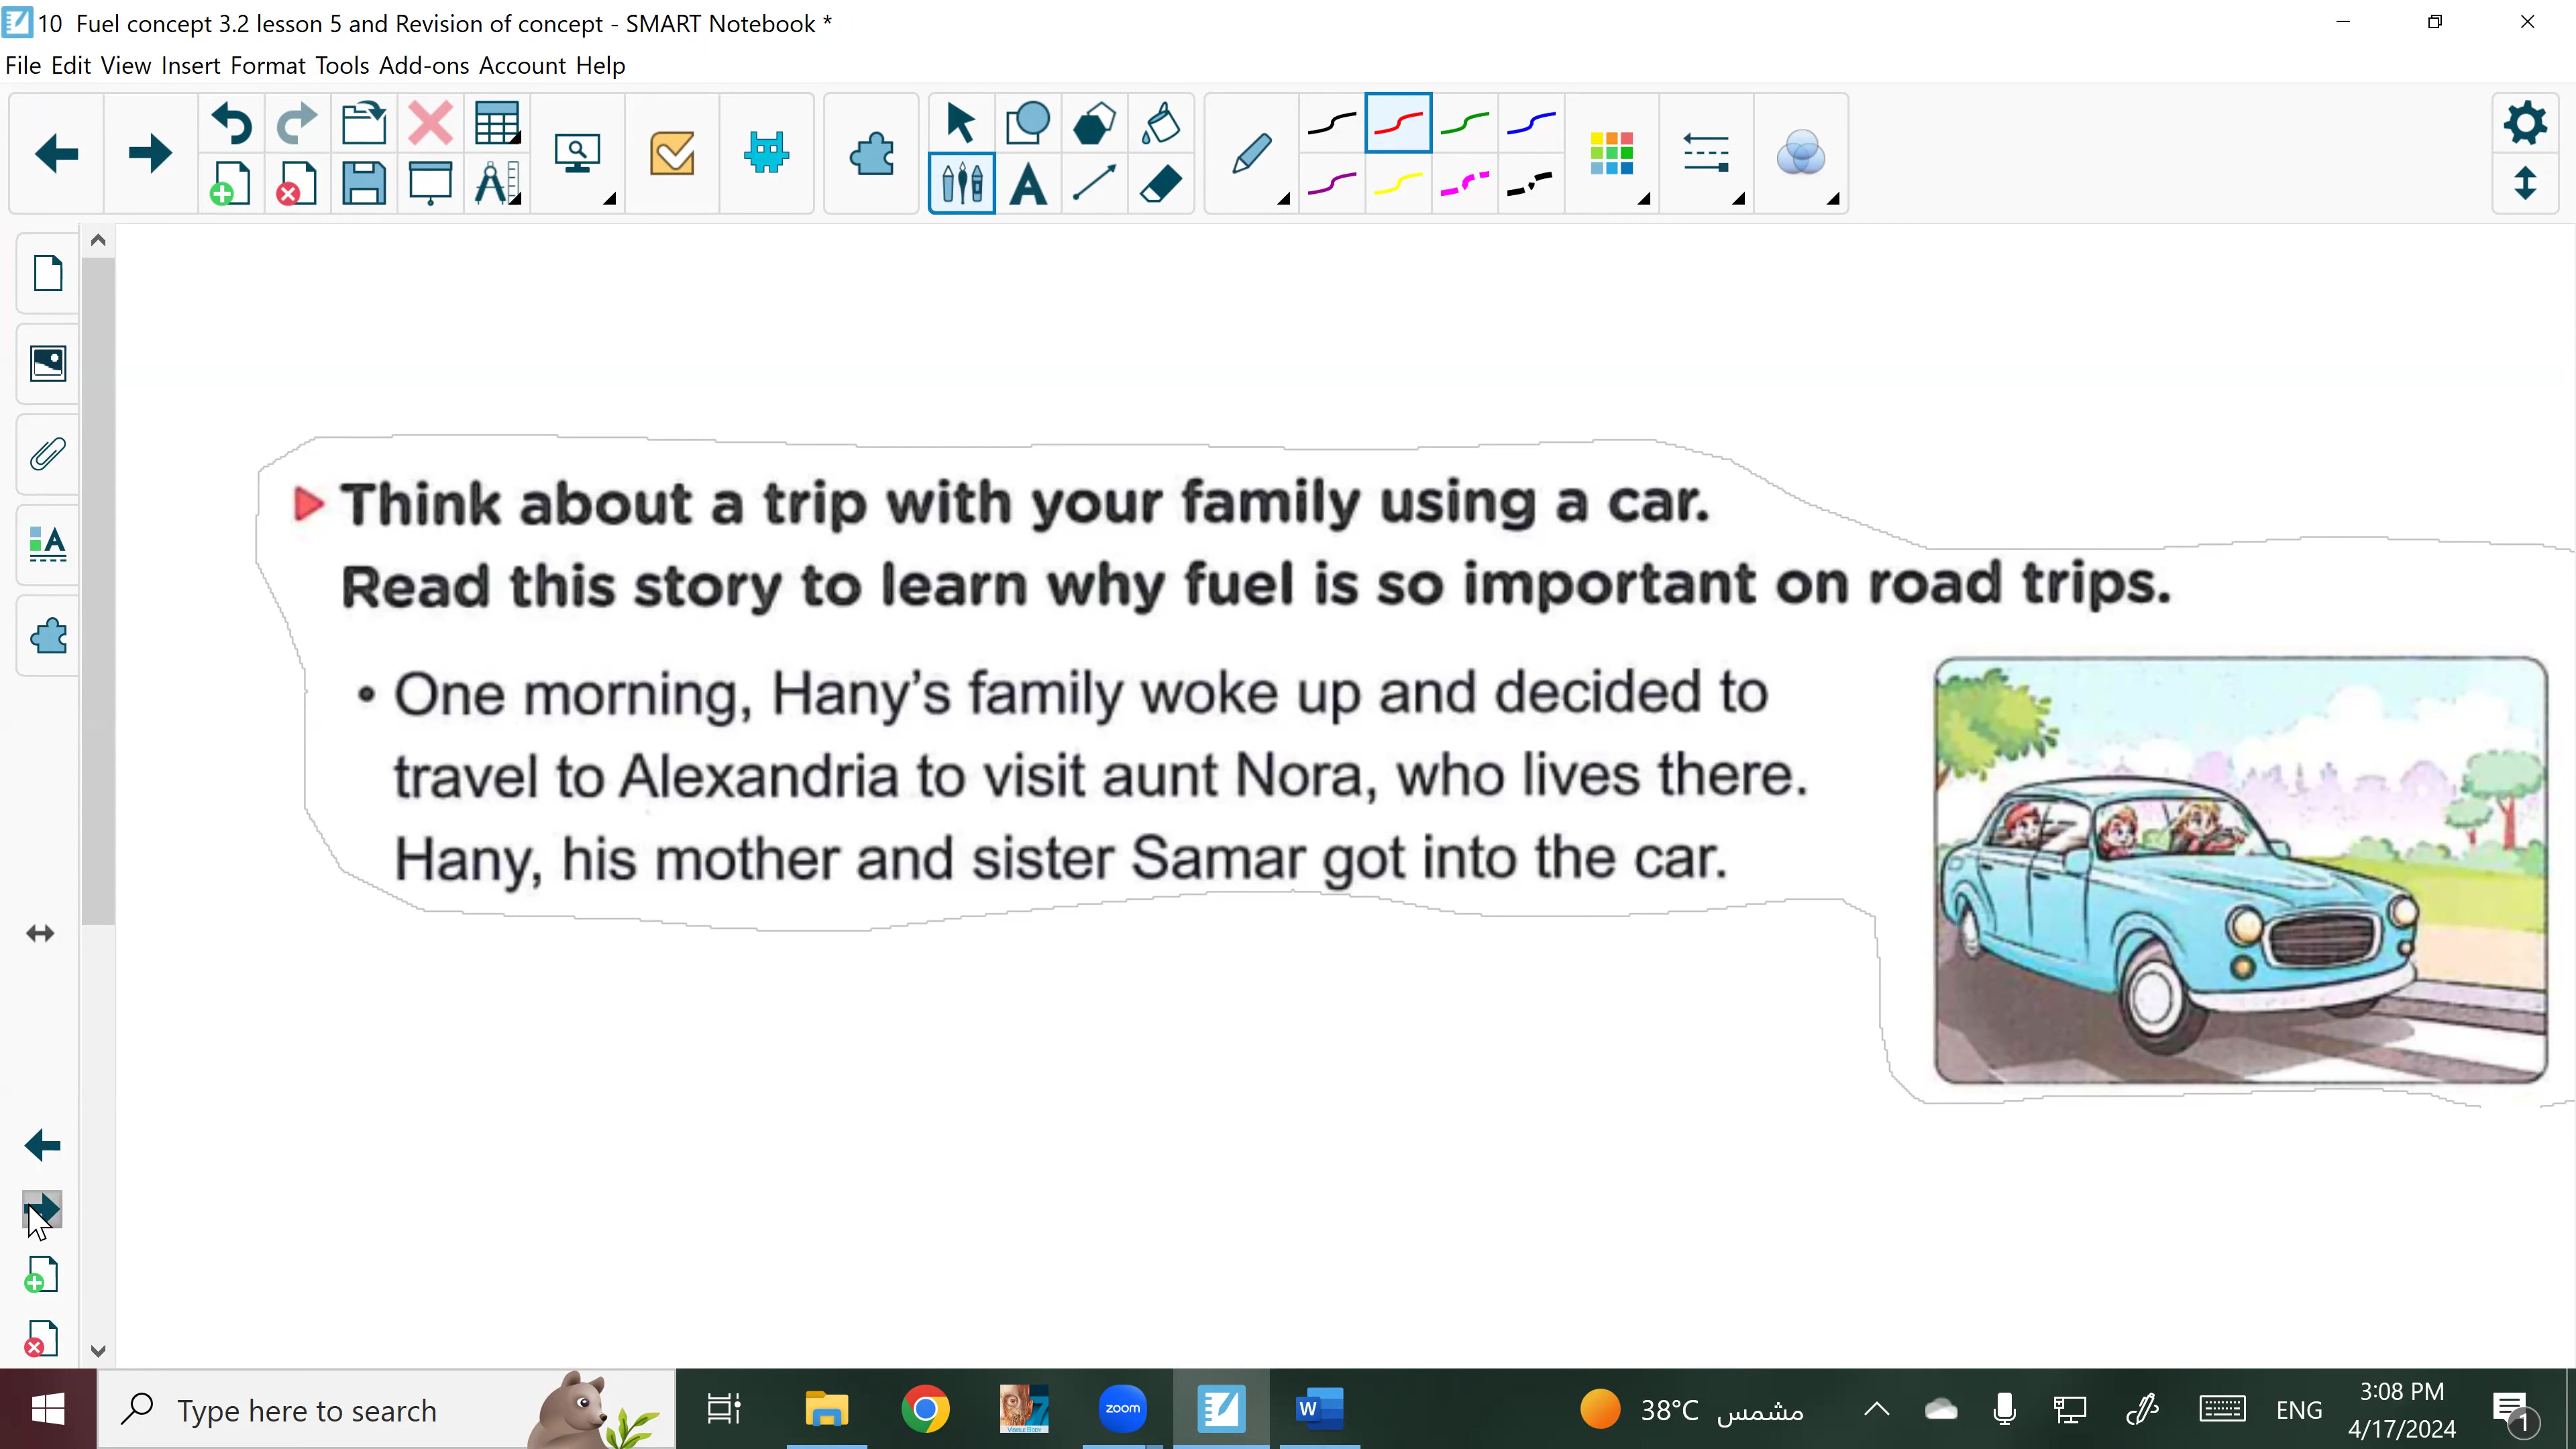 10 Fuel concept 3.2 lesson 5 and Revision of concept - SMART Notebook *
File Edit View Insert Format Tools Add-ons Account Help
Think about a trip with your family using a car.
Read this story to learn why fuel is so important on road trips.
• One morning, Hany's family woke up and decided to
travel to Alexandria to visit aunt Nora, who lives there.
Hany, his mother and sister Samar got into the car.
Type here to search
zoom
W
38°C مشمس
ENG
3:08 PM
4/17/2024
1